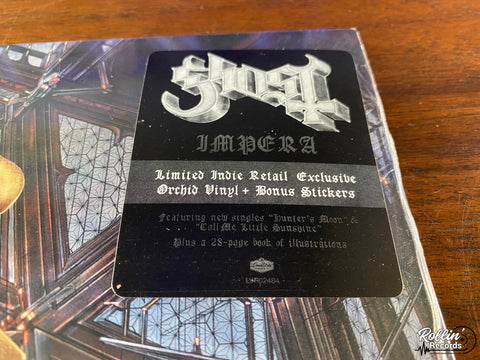 Ghost
IMPERA
Limited Indie Retail Exclusive
Orchid Vinyl + Bonus Stickers
Featuring new singles "Hunter's Moon" &
"Call Me Little Sunshine"
Plus a 28-page book of illustrations
Rollin'
Records